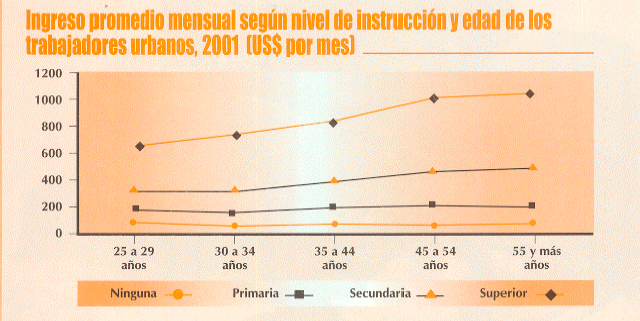 Ingreso promedio mensual según nivel de instrucción y edad de los
trabajadores urbanos, 2001 (US$ por mes)
1200
1000
800
600
400
200
0
25 a 29 años
30 a 34 años
35 a 44 años
45 a 54 años
55 y más años
Ninguna Primaria Secundaria Superior